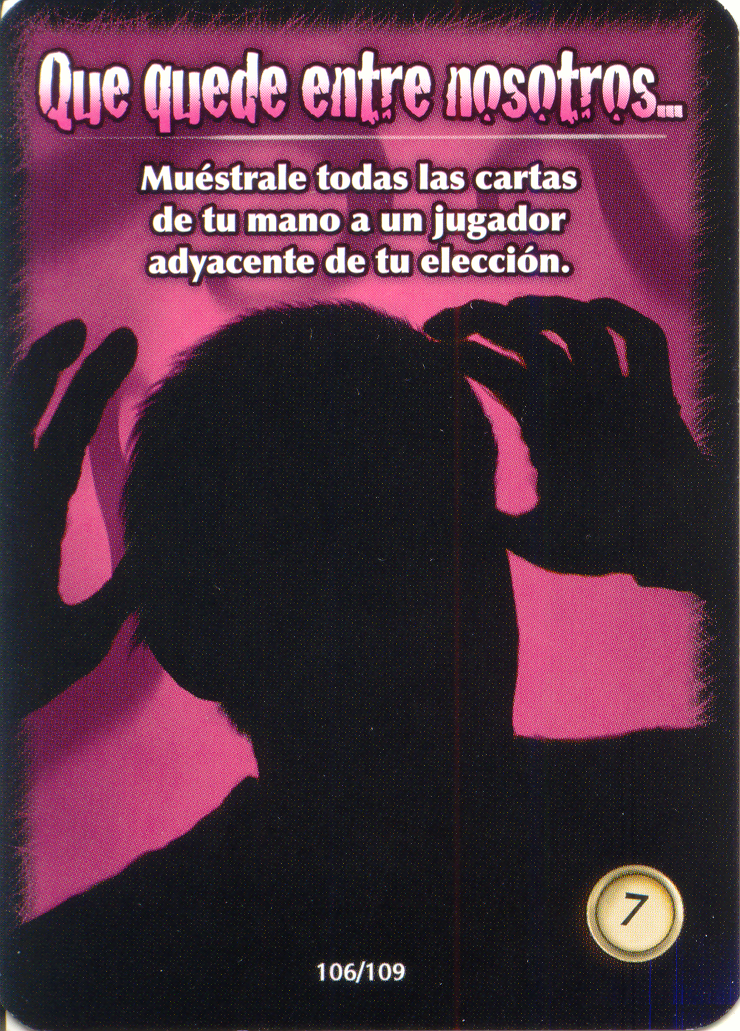 Que quede entre nosotros...
Muéstrale todas las cartas
de tu mano a un jugador
adyacente de tu elección.
7
106/109